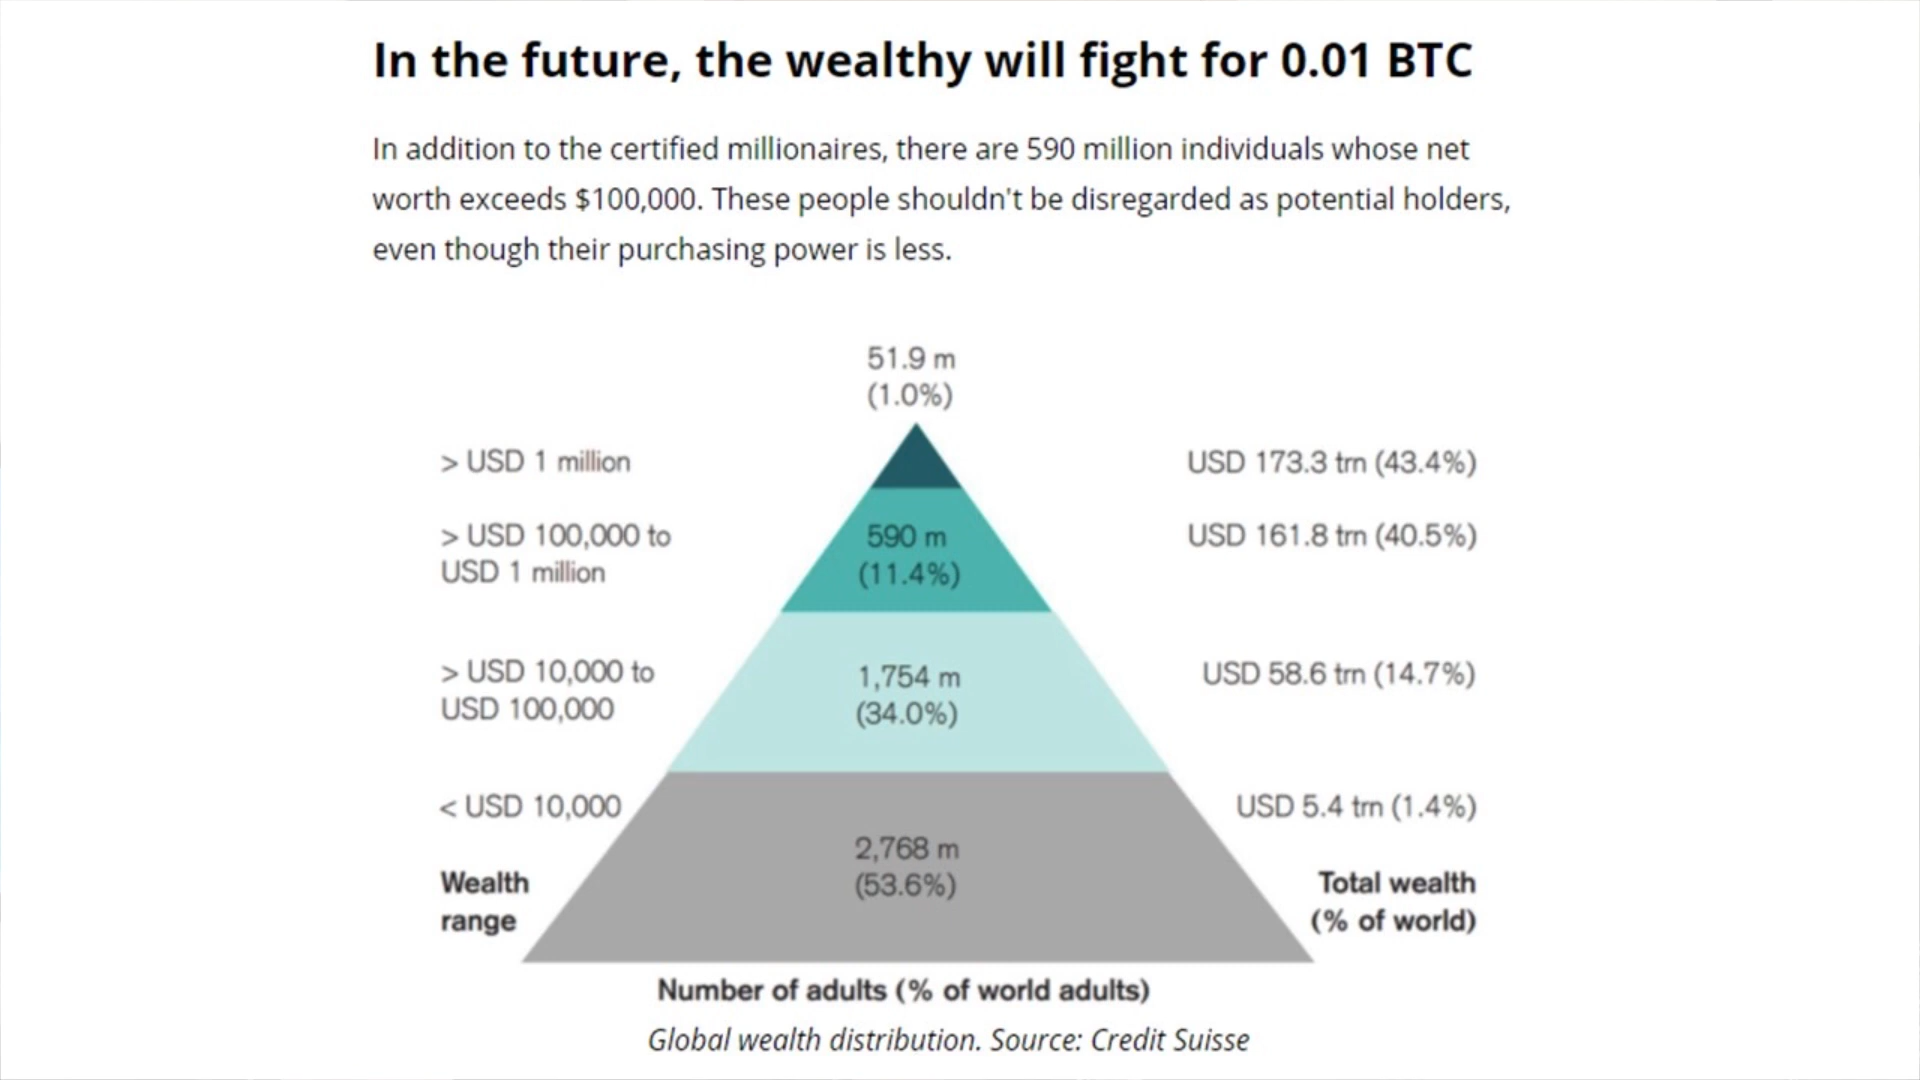 In the future, the wealthy will fight for 0.01 BTC
In addition to the certified millionaires, there are 590 million individuals whose net
worth exceeds $100,000. These people shouldn't be disregarded as potential holders,
even though their purchasing power is less.
51.9 m
(1.0%)
> USD 1 million
USD 173.3 trn (43.4%)
> USD 100,000 to
USD 1 million
590 m
(11.4%)
USD 161.8 trn (40.5%)
> USD 10,000 to
USD 100,000
1,754 m
(34.0%)
USD 58.6 trn (14.7%)
< USD 10,000
2,768 m
(53.6%)
USD 5.4 trn (1.4%)
Wealth
range
Total wealth
(% of world)
Number of adults (% of world adults)
Global wealth distribution. Source: Credit Suisse